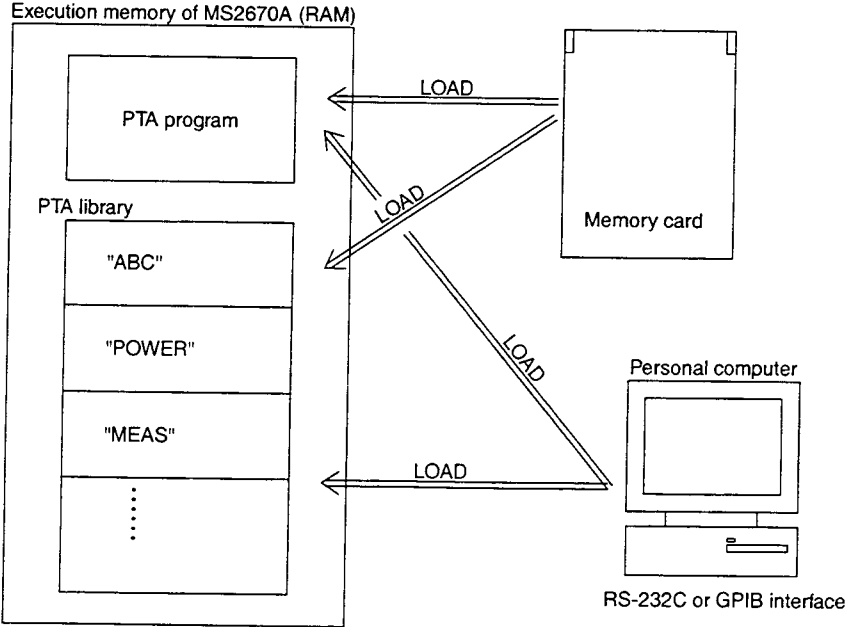 Execution memory of MS2670A (RAM)
PTA program
LOAD
LOAD
Memory card
PTA library
"ABC"
"POWER"
"MEAS"
LOAD
LOAD
Personal computer
RS-232C or GPIB interface